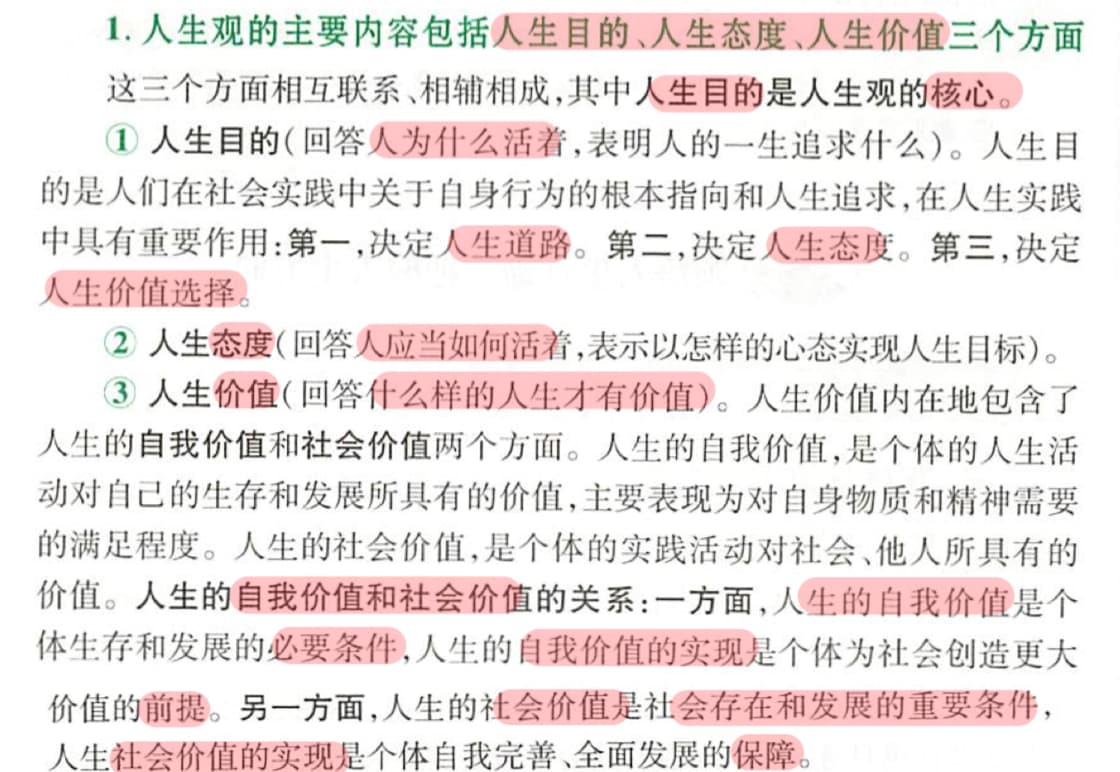 1. 人生观的主要内容包括人生目的、人生态度、人生价值三个方面
这三个方面相互联系、相辅相成,其中人生目的是人生观的核心。
① 人生目的(回答人为什么活着,表明人的一生追求什么)。人生目
的是人们在社会实践中关于自身行为的根本指向和人生追求,在人生实践
中具有重要作用:第一,决定人生道路。第二,决定人生态度。第三,决定
人生价值选择。
② 人生态度(回答人应当如何活着,表示以怎样的心态实现人生目标)。
③ 人生价值(回答什么样的人生才有价值)。人生价值内在地包含了
人生的自我价值和社会价值两个方面。人生的自我价值,是个体的人生活
动对自己的生存和发展所具有的价值,主要表现为对自身物质和精神需要
的满足程度。人生的社会价值,是个体的实践活动对社会、他人所具有的
价值。人生的自我价值和社会价值的关系:一方面,人生的自我价值是个
体生存和发展的必要条件,人生的自我价值的实现是个体为社会创造更大
价值的前提。另一方面,人生的社会价值是社会存在和发展的重要条件,
人生社会价值的实现是个体自我完善、全面发展的保障。